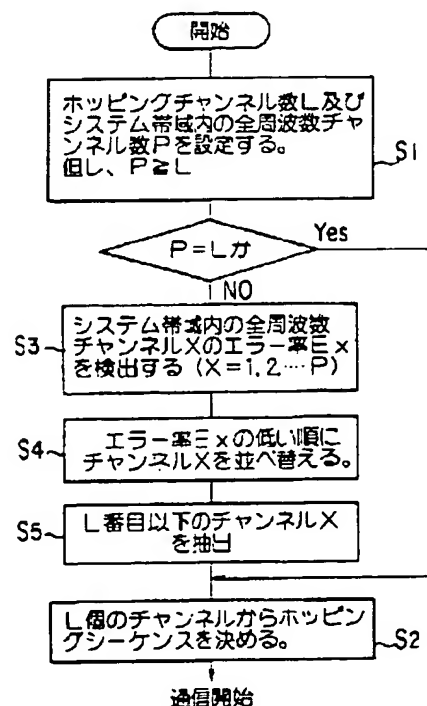 開始
ホッピングチャンネル数L及び
システム帯域内の全周波数チャ
ンネル数Pを設定する。
但し、P≧L
S1
P=Lか
Yes
NO
システム帯域内の全周波数
チャンネルXのエラー率Ex
を検出する (X=1,2····P)
S3
エラー率Exの低い順に
チャンネルXを並べ替える。
S4
L番目以下のチャンネルX
を抽出
S5
L個のチャンネルからホッピン
グシーケンスを決める。
S2
通信開始